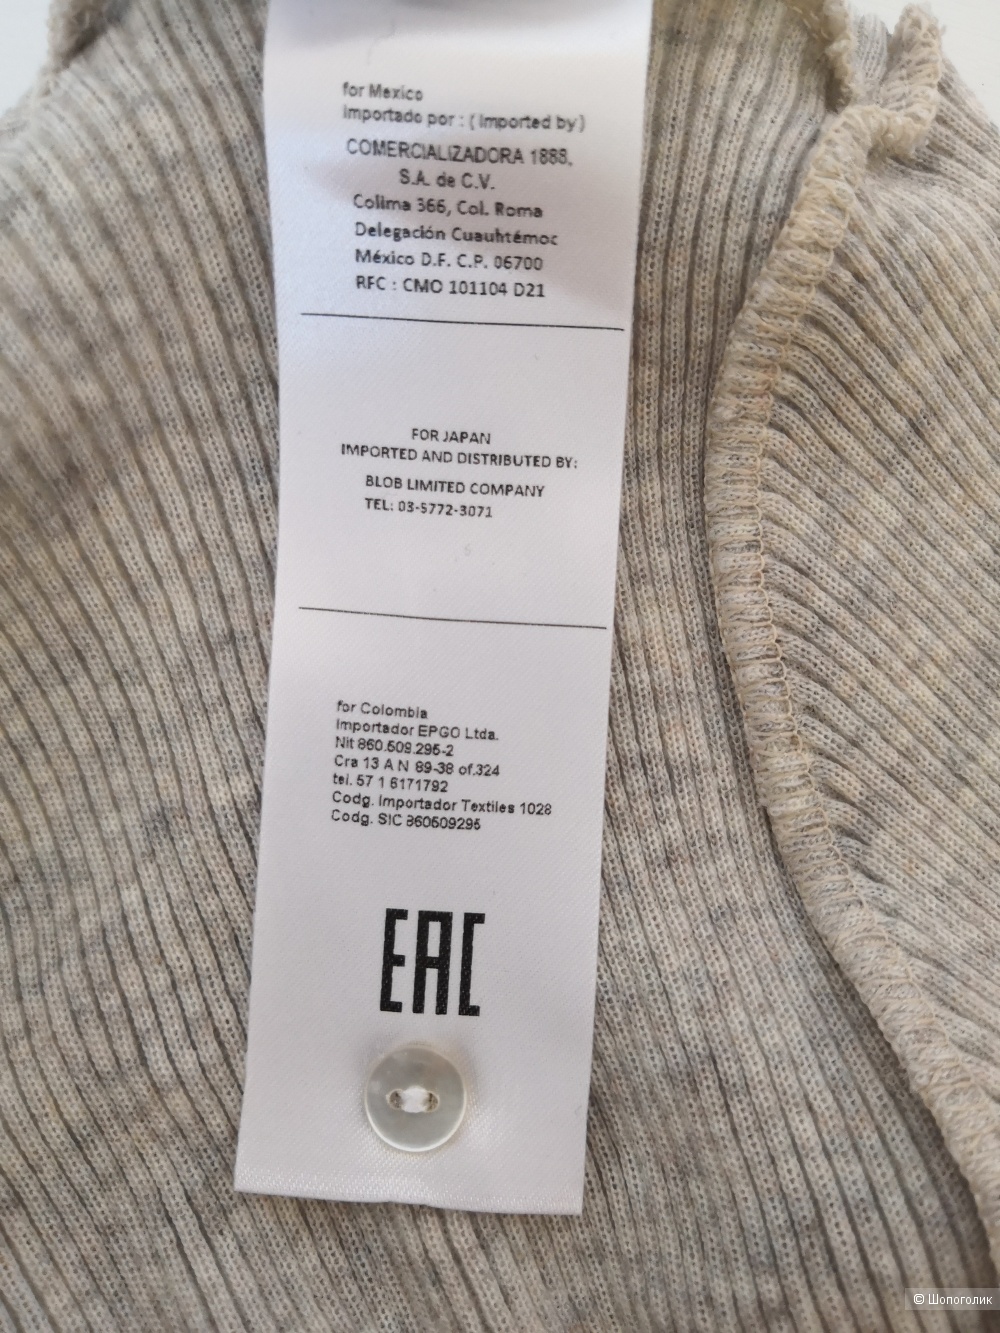 for Mexico
Importado por : ( imported by )
COMERCIALIZADORA 1888,
S.A. de C.V.
Colima 366, Col. Roma
Delegación Cuauhtémoc
México D.F. C.P. 06700
RFC : CMO 101104 D21
FOR JAPAN
IMPORTED AND DISTRIBUTED BY:
BLOB LIMITED COMPANY
TEL: 03-5772-3071
for Colombia
Importador EPGO Ltda.
Nit 860.509.295-2
Cra 13 A N 89-38 of.324
tel. 57 1 6171792
Codg. Importador Textiles 1028
Codg. SIC 860509295
EAC
© Шопоголик